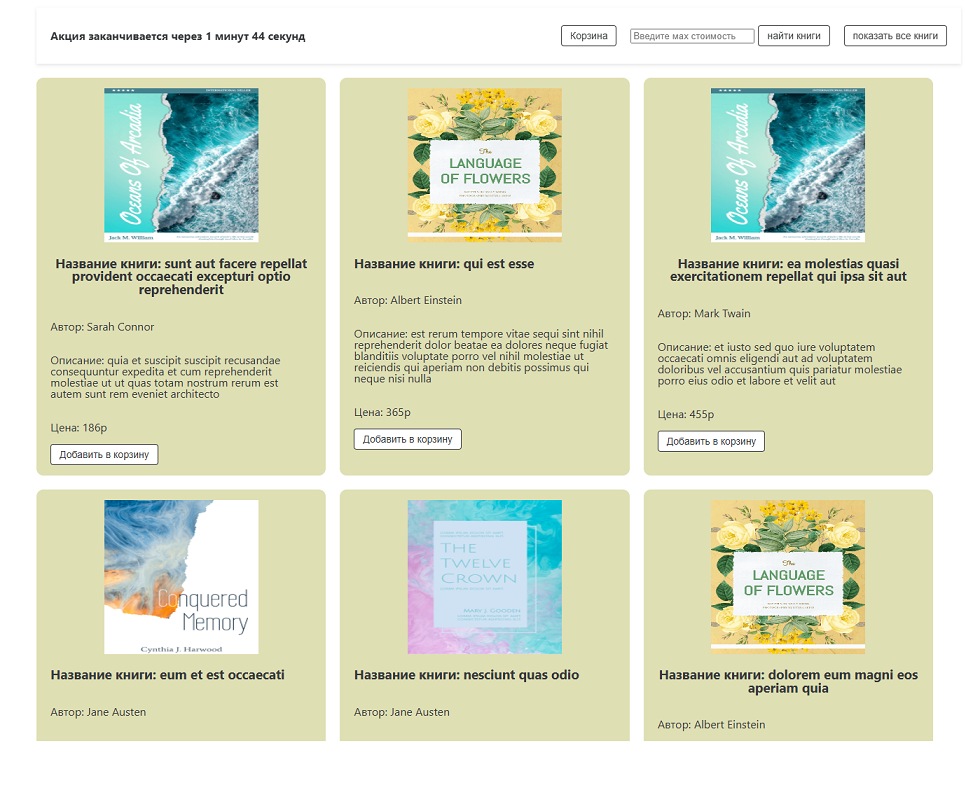 Акция заканчивается через 1 минут 44 секунд
Корзина
Введите мах стоимость
найти книги
показать все книги
Oceans Of Arcadia
Jack M. William
Название книги: sunt aut facere repellat
provident occaecati excepturi optio
reprehenderit
Автор: Sarah Connor
Описание: quia et suscipit suscipit recusandae
consequuntur expedita et cum reprehenderit
molestiae ut ut quas totam nostrum rerum est
autem sunt rem eveniet architecto
Цена: 186р
Добавить в корзину
The
LANGUAGE
OF FLOWERS
Название книги: qui est esse
Автор: Albert Einstein
Описание: est rerum tempore vitae sequi sint nihil
reprehenderit dolor beatae ea dolores neque fugiat
blanditiis voluptate porro vel nihil molestiae ut
reiciendis qui aperiam non debitis possimus qui
neque nisi nulla
Цена: 365р
Добавить в корзину
Oceans Of Arcadia
Jack M. William
Название книги: ea molestias quasi
exercitationem repellat qui ipsa sit aut
Автор: Mark Twain
Описание: et iusto sed quo iure voluptatem
occaecati omnis eligendi aut ad voluptatem
doloribus vel accusantium quis pariatur molestiae
porro eius odio et labore et velit aut
Цена: 455р
Добавить в корзину
Conquered
Memory
Cynthia J. Harwood
Название книги: eum et est occaecati
Автор: Jane Austen
THE
TWELVE
CROWN
MARK J. GOODEN
Название книги: nesciunt quas odio
Автор: Jane Austen
The
LANGUAGE
OF FLOWERS
Название книги: dolorem eum magni eos
aperiam quia
Автор: Albert Einstein